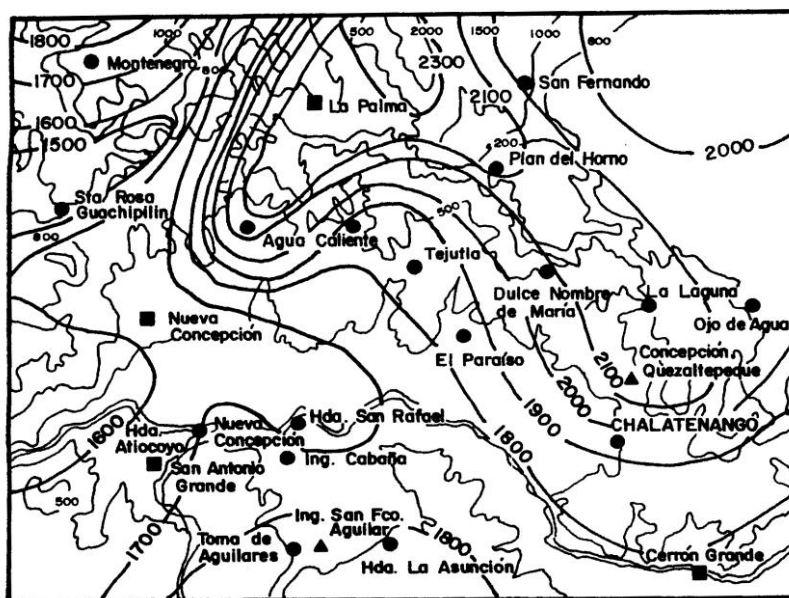 1800
1000
500
2000
1500
1000
800
Montenegro
800
2300
San Fernando
1700
La Palma
2100
1600
1500
200
2000
Plan del Horno
Sta. Rosa
Guachipilin
500
800
Agua Caliente
Tejutla
La Laguna
Dulce Nombre
de María
Ojo de Agua
Nueva
Concepción
El Paraíso
2100
Concepción
Quezaltepeque
2000
1900
CHALATENANGO
1600
Hda.
Atiocoyo
Nueva
Concepción
Hda. San Rafael
1800
San Antonio
Grande
Ing. Cabaña
500
Ing. San Fco.
Aguilar
1700
Toma de
Aguilares
1800
Hda. La Asunción
Cerrón Grande